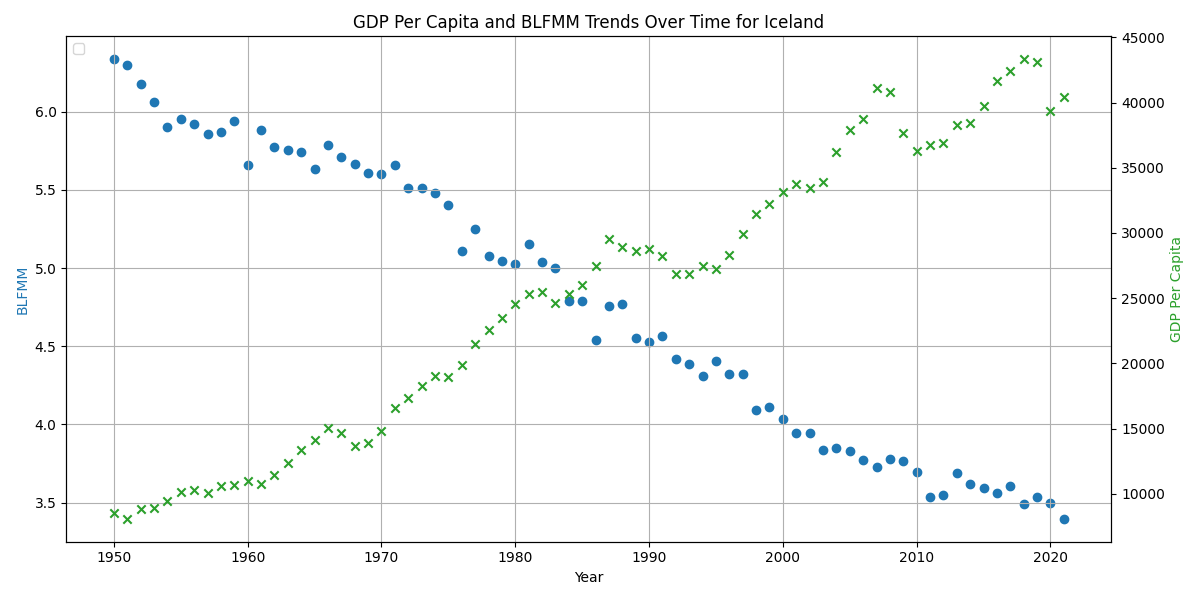 GDP Per Capita and BLFMM Trends Over Time for Iceland
BLFMM
6.0
5.5
5.0
4.5
4.0
3.5
45000
40000
35000
30000
25000
20000
15000
10000
GDP Per Capita
1950 1960 1970 1980 1990 2000 2010 2020
Year